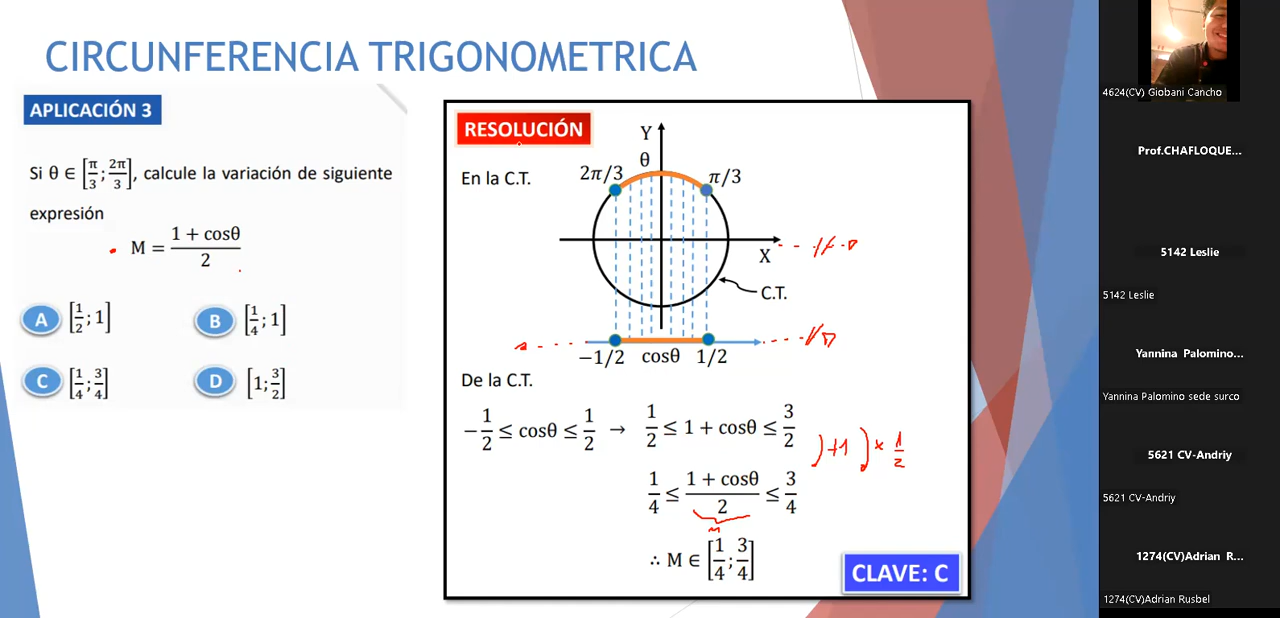 CIRCUNFERENCIA TRIGONOMETRICA
APLICACIÓN 3
Si θ ∈ [π/3; 2π/3], calcule la variación de siguiente
expresión
M = (1 + cosθ)/2
A [1/2; 1]
B [1/4; 1]
C [1/4; 3/4]
D [1; 3/2]
RESOLUCIÓN
En la C.T.
Y
θ
2π/3
π/3
X
C.T.
−1/2 cosθ 1/2
De la C.T.
−1/2 ≤ cosθ ≤ 1/2 → 1/2 ≤ 1 + cosθ ≤ 3/2
+1 × 1/2
1/4 ≤ (1 + cosθ)/2 ≤ 3/4
M
∴ M ∈ [1/4; 3/4]
CLAVE: C
4624(CV) Giobani Cancho
Prof.CHAFLOQUE...
5142 Leslie
5142 Leslie
Yannina Palomino...
Yannina Palomino sede surco
5621 CV-Andriy
5621 CV-Andriy
1274(CV)Adrian R...
1274(CV)Adrian Rusbel